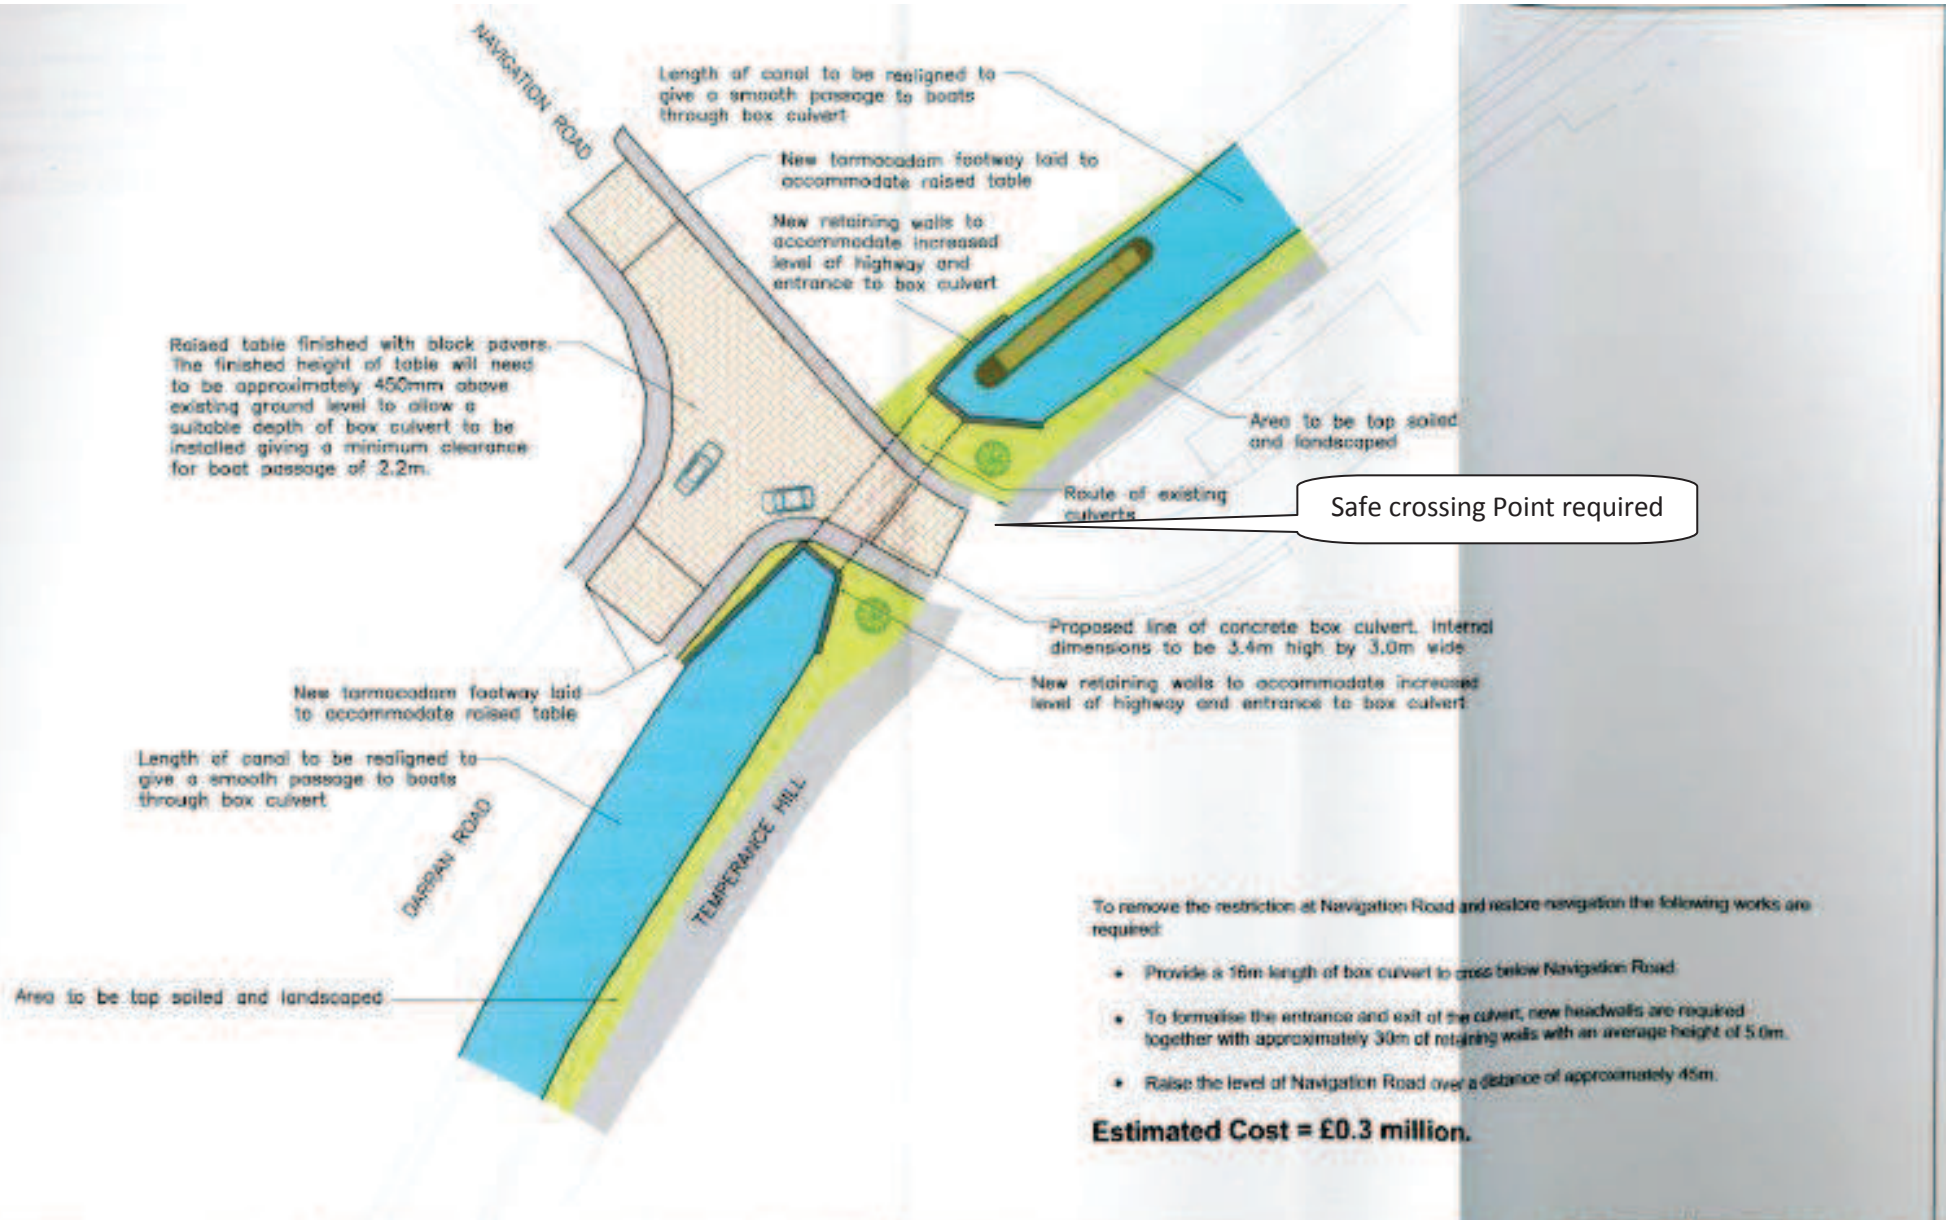 NAVIGATION ROAD
Length of canal to be realigned to
give a smooth passage to boats
through box culvert
New tarmacadam footway laid to
accommodate raised table
New retaining walls to
accommodate increased
level of highway and
entrance to box culvert
Raised table finished with block pavers.
The finished height of table will need
to be approximately 450mm above
existing ground level to allow a
suitable depth of box culvert to be
installed giving a minimum clearance
for boat passage of 2.2m.
Area to be top soiled
and landscaped
Route of existing
culverts
Safe crossing Point required
Proposed line of concrete box culvert. Internal
dimensions to be 3.4m high by 3.0m wide
New retaining walls to accommodate increased
level of highway and entrance to box culvert
New tarmacadam footway laid
to accommodate raised table
Length of canal to be realigned to
give a smooth passage to boats
through box culvert
DARRAN ROAD
TEMPERANCE HILL
Area to be top soiled and landscaped
To remove the restriction at Navigation Road and restore navigation the following works are
required:
• Provide a 16m length of box culvert to cross below Navigation Road.
• To formalise the entrance and exit of the culvert, new headwalls are required
together with approximately 30m of retaining walls with an average height of 5.0m.
• Raise the level of Navigation Road over a distance of approximately 45m.
Estimated Cost = £0.3 million.